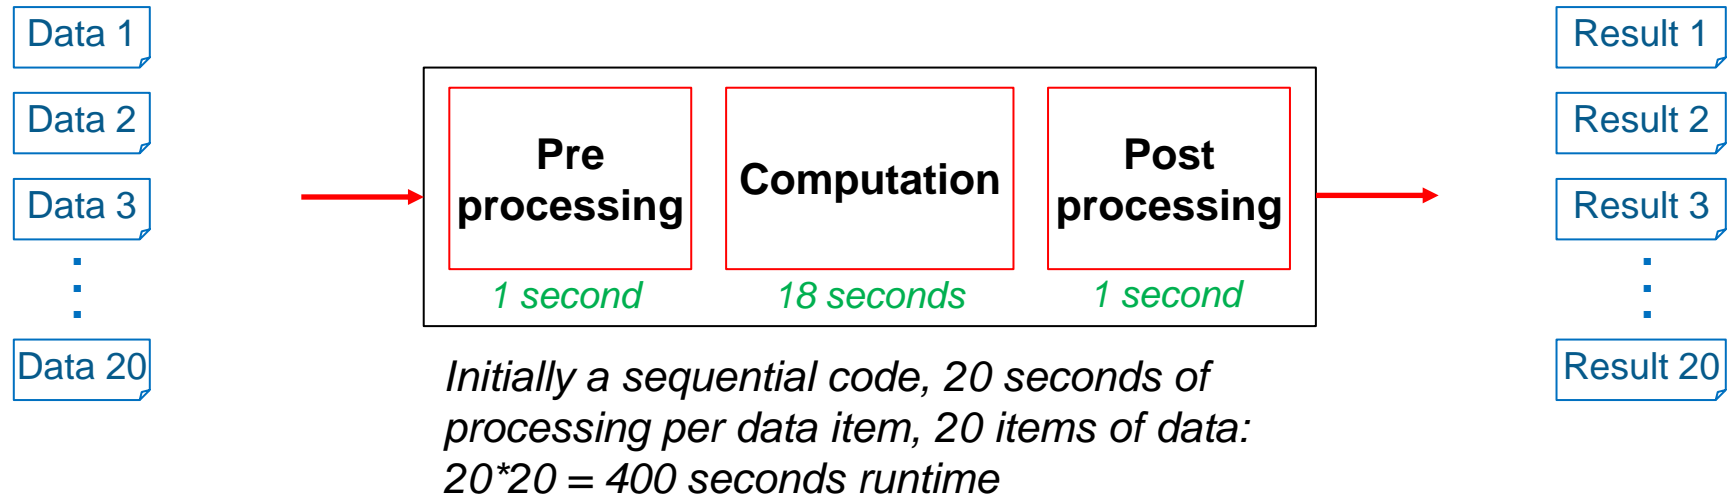 Data 1
Data 2
Data 3
Data 20
Pre
processing
1 second
Computation
18 seconds
Post
processing
1 second
Initially a sequential code, 20 seconds of
processing per data item, 20 items of data:
20*20 = 400 seconds runtime
Result 1
Result 2
Result 3
Result 20